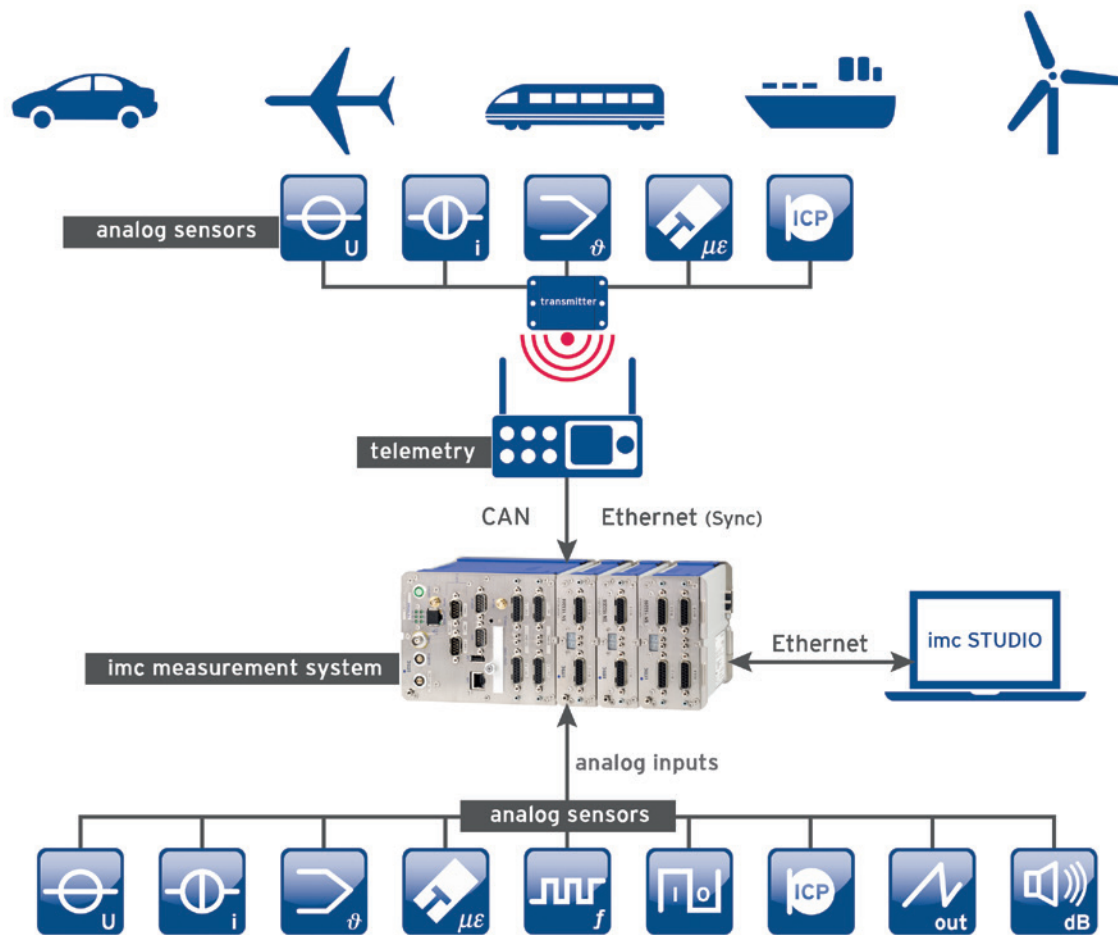 analog sensors
U
i
ϑ
με
ICP
transmitter
telemetry
CAN
Ethernet (Sync)
imc measurement system
Ethernet
imc STUDIO
analog inputs
analog sensors
U
i
ϑ
με
f
I O
ICP
out
dB